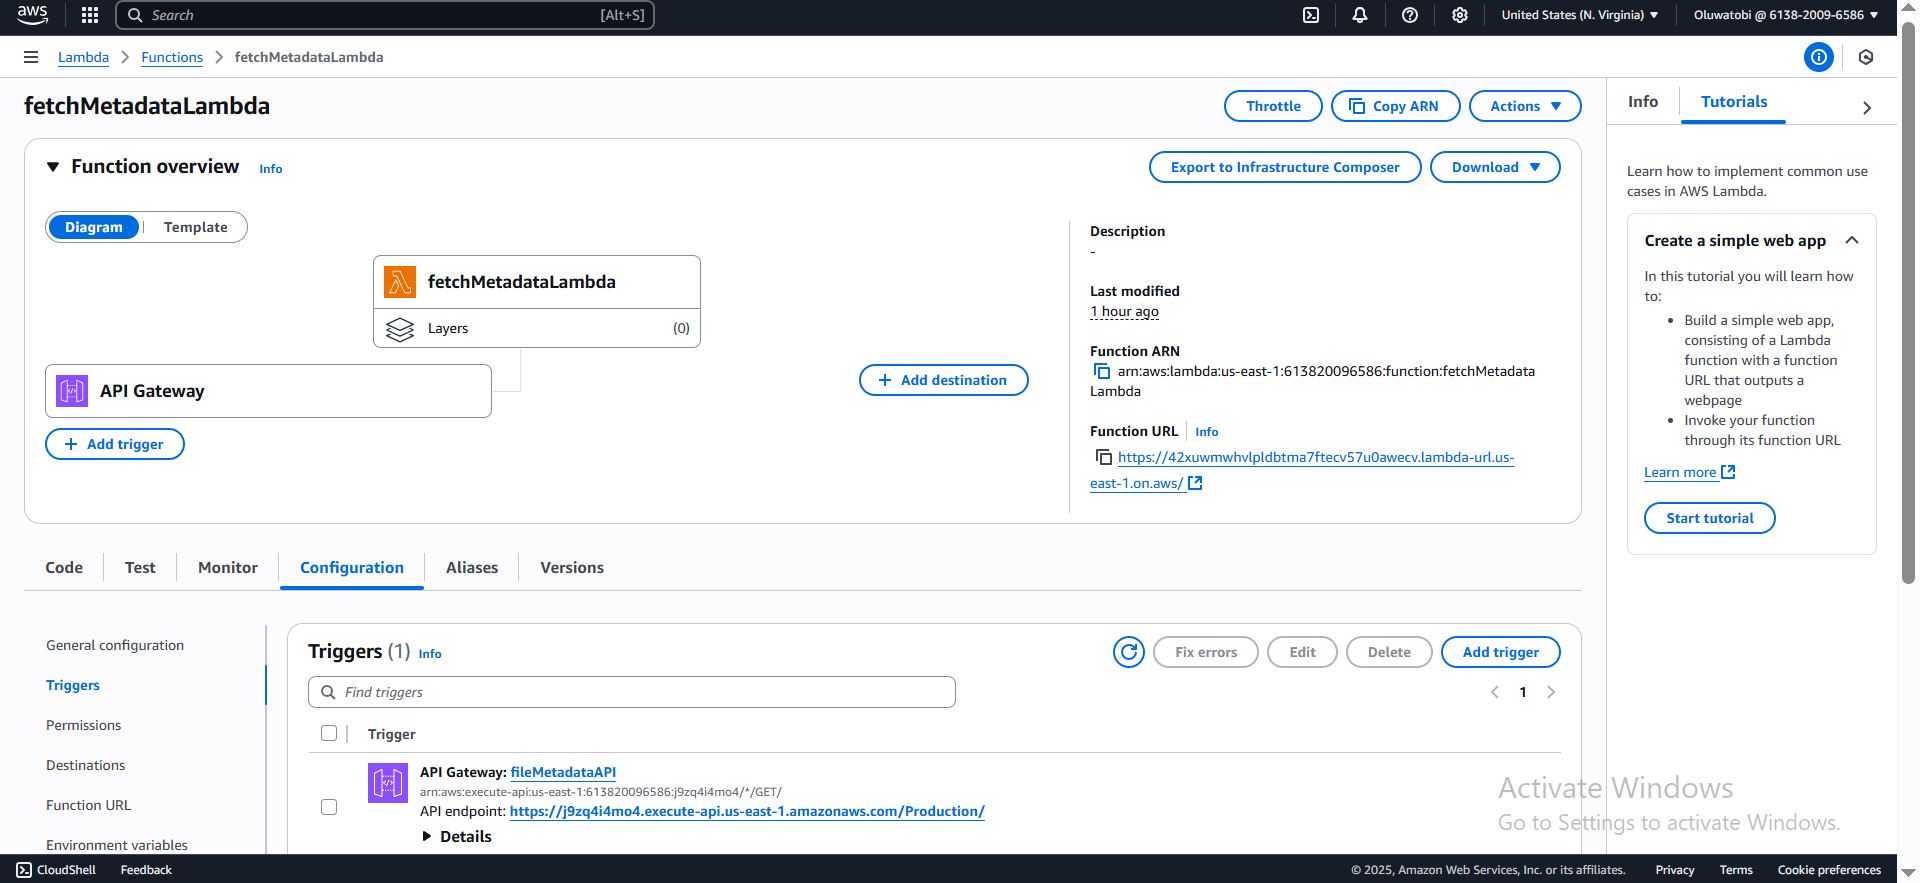 aws
Search [Alt+S]
United States (N. Virginia)
Oluwatobi @ 6138-2009-6586
Lambda
Functions
fetchMetadataLambda
fetchMetadataLambda
Throttle
Copy ARN
Actions
Function overview Info
Export to Infrastructure Composer
Download
Diagram
Template
fetchMetadataLambda
Layers (0)
API Gateway
+ Add trigger
+ Add destination
Description
-
Last modified
1 hour ago
Function ARN
arn:aws:lambda:us-east-1:613820096586:function:fetchMetadata
Lambda
Function URL Info
https://42xuwmwhvlpldbtma7ftecv57u0awecv.lambda-url.us-
east-1.on.aws/
Code
Test
Monitor
Configuration
Aliases
Versions
General configuration
Triggers
Permissions
Destinations
Function URL
Environment variables
Triggers (1) Info
Fix errors
Edit
Delete
Add trigger
Find triggers
1
Trigger
API Gateway: fileMetadataAPI
arn:aws:execute-api:us-east-1:613820096586:j9zq4i4mo4/*/GET/
API endpoint: https://j9zq4i4mo4.execute-api.us-east-1.amazonaws.com/Production/
Details
Info
Tutorials
Learn how to implement common use
cases in AWS Lambda.
Create a simple web app
In this tutorial you will learn how
to:
• Build a simple web app,
consisting of a Lambda
function with a function
URL that outputs a
webpage
• Invoke your function
through its function URL
Learn more
Start tutorial
Activate Windows
Go to Settings to activate Windows.
CloudShell
Feedback
© 2025, Amazon Web Services, Inc. or its affiliates.
Privacy
Terms
Cookie preferences